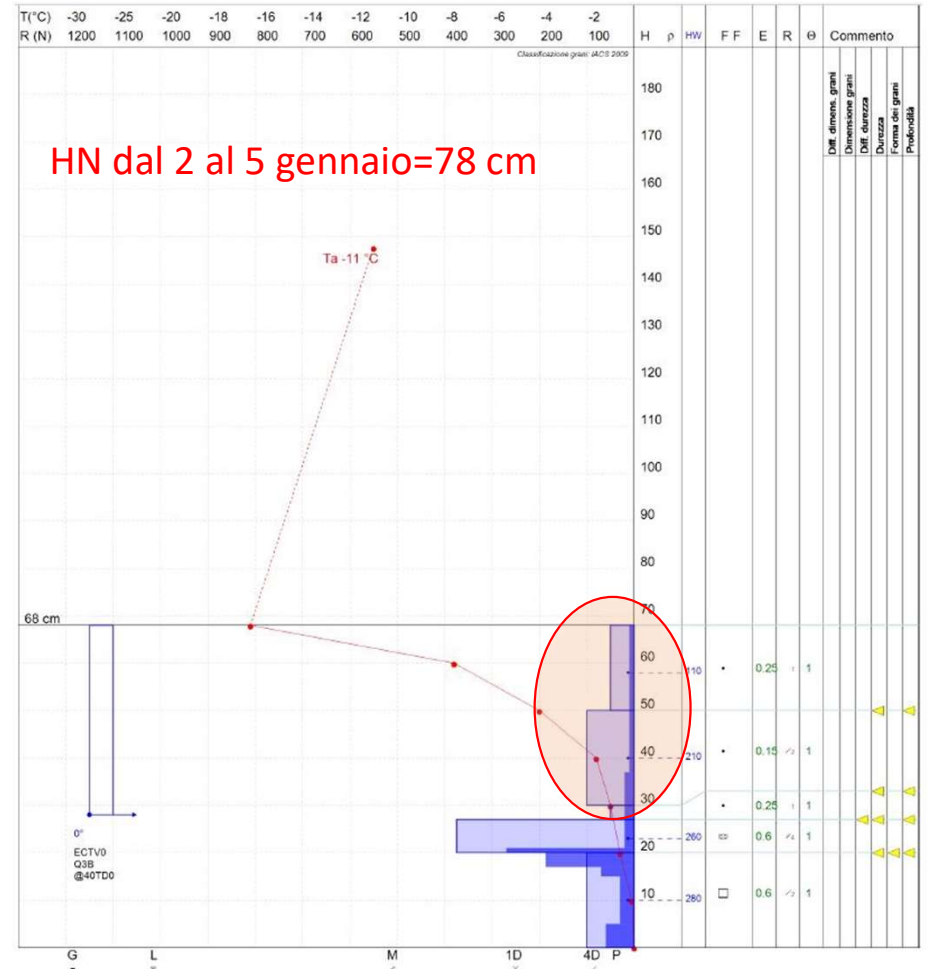 T(°C) -30 -25 -20 -18 -16 -14 -12 -10 -8 -6 -4 -2
R (N) 1200 1100 1000 900 800 700 600 500 400 300 200 100 H ρ HW F F E R Θ Commento
Classificazione grani: IACS 2009
Diff. dimens. grani
Dimensione grani
Diff. durezza
Durezza
Forma dei grani
Profondità
180
170
HN dal 2 al 5 gennaio=78 cm
160
150
Ta -11 °C
140
130
120
110
100
90
80
70
68 cm
60
110 0.25 1
50
40
210 0.15 1
30
0.25 1
0°
260 0.6 1
20
ECTV0
Q3B
@40TD0
10
280 0.6 1
G L M 1D 4D P